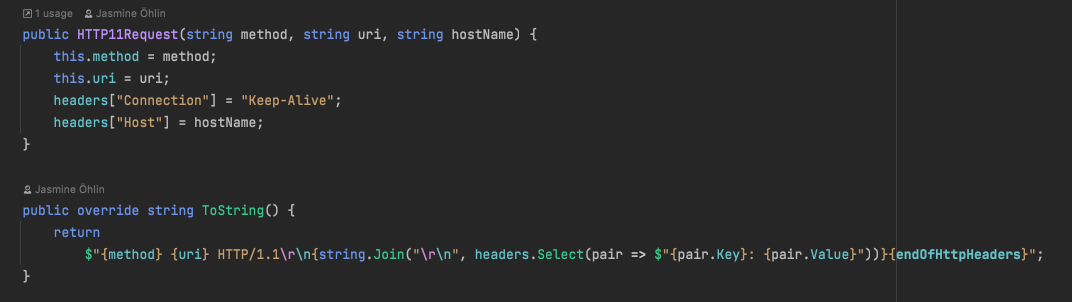 1 usage Jasmine Öhlin
public HTTP11Request(string method, string uri, string hostName) {
this.method = method;
this.uri = uri;
headers["Connection"] = "Keep-Alive";
headers["Host"] = hostName;
}
Jasmine Öhlin
public override string ToString() {
return
$"{method} {uri} HTTP/1.1\r\n{string.Join("\r\n", headers.Select(pair => $"{pair.Key}: {pair.Value}"))}{endOfHttpHeaders}";
}